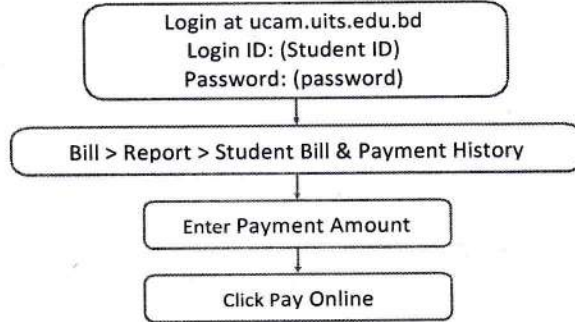 Login at ucam.uits.edu.bd
Login ID: (Student ID)
Password: (password)
Bill > Report > Student Bill & Payment History
Enter Payment Amount
Click Pay Online